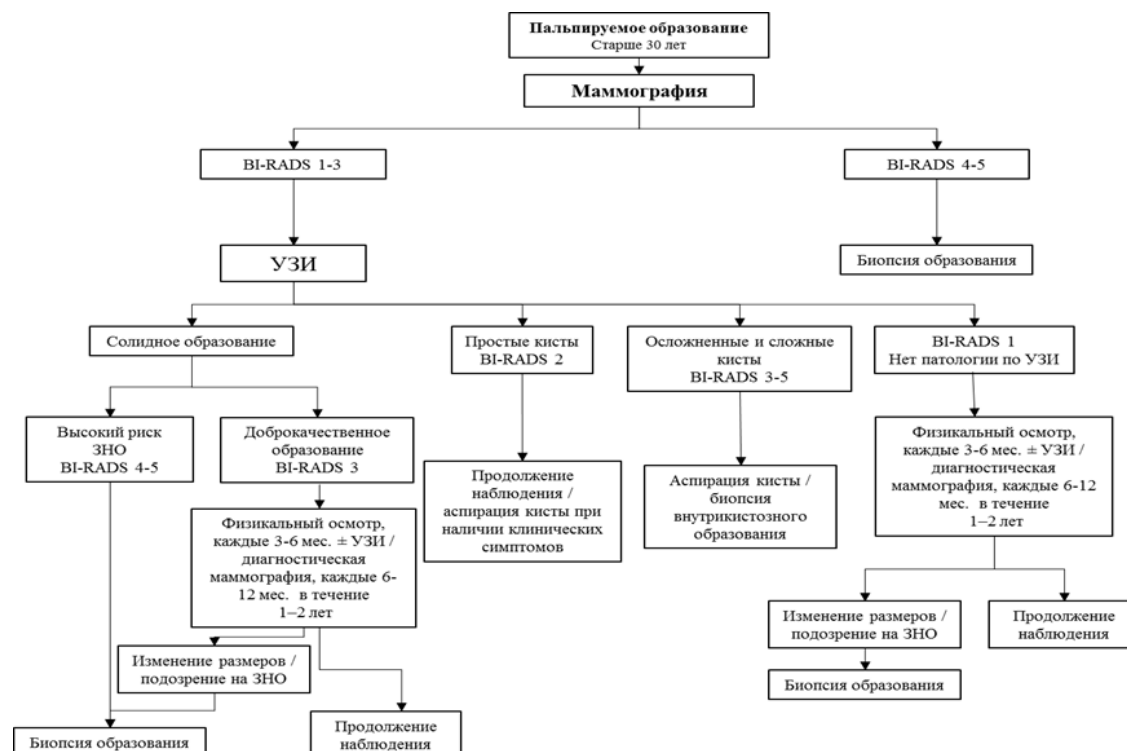 Пальпируемое образование
Старше 30 лет
Маммография
BI-RADS 1-3
BI-RADS 4-5
УЗИ
Биопсия образования
Солидное образование
Простые кисты
BI-RADS 2
Осложненные и сложные
кисты
BI-RADS 3-5
BI-RADS 1
Нет патологии по УЗИ
Высокий риск
ЗНО
BI-RADS 4-5
Доброкачественное
образование
BI-RADS 3
Продолжение
наблюдения /
аспирация кисты при
наличии клинических
симптомов
Аспирация кисты /
биопсия
внутрикистозного
образования
Физикальный осмотр,
каждые 3-6 мес. ± УЗИ /
диагностическая
маммография, каждые 6-12
мес. в течение
1–2 лет
Физикальный осмотр,
каждые 3-6 мес. ± УЗИ /
диагностическая
маммография, каждые 6-
12 мес. в течение
1–2 лет
Изменение размеров /
подозрение на ЗНО
Продолжение
наблюдения
Изменение размеров /
подозрение на ЗНО
Биопсия образования
Биопсия образования
Продолжение
наблюдения